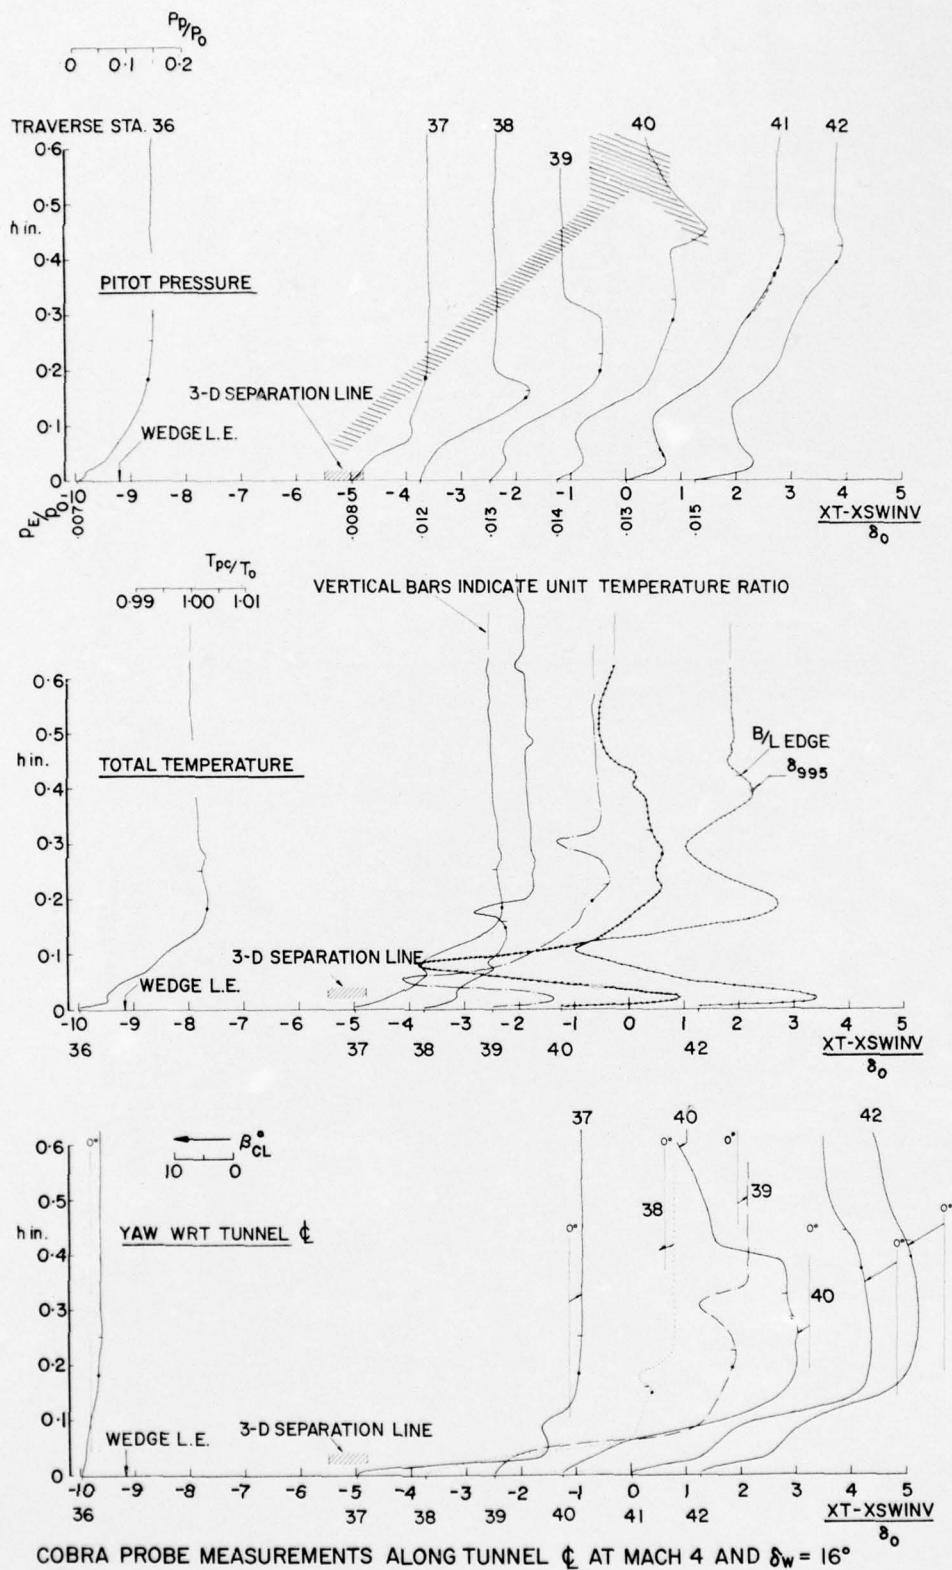 Pp/P₀
0 0·1 0·2
TRAVERSE STA. 36 37 38 39 40 41 42
0·6
0·5
h in.
0·4
PITOT PRESSURE
0·3
0·2
3-D SEPARATION LINE
0·1
WEDGE L.E.
0
-10 -9 -8 -7 -6 -5 -4 -3 -2 -1 0 1 2 3 4 5
PE/P₀ ·007 ·008 ·012 ·013 ·014 ·013 ·015
XT-XSWINV
δ₀
Tpc/T₀
0·99 1·00 1·01
VERTICAL BARS INDICATE UNIT TEMPERATURE RATIO
0·6
0·5
B/L EDGE
h in.
TOTAL TEMPERATURE
δ995
0·4
0·3
0·2
0·1
3-D SEPARATION LINE
WEDGE L.E.
0
-10 -9 -8 -7 -6 -5 -4 -3 -2 -1 0 1 2 3 4 5
36 37 38 39 40 42
XT-XSWINV
δ₀
37 40 42
0·6
0° β°CL 0° 0°
10 0
0·5
38 39
h in.
YAW WRT TUNNEL ℄
0° 0° 0° 0°
0·4
40
0·3
0·2
0·1
3-D SEPARATION LINE
WEDGE L.E.
0
-10 -9 -8 -7 -6 -5 -4 -3 -2 -1 0 1 2 3 4 5
36 37 38 39 40 41 42
XT-XSWINV
δ₀
COBRA PROBE MEASUREMENTS ALONG TUNNEL ℄ AT MACH 4 AND δw = 16°